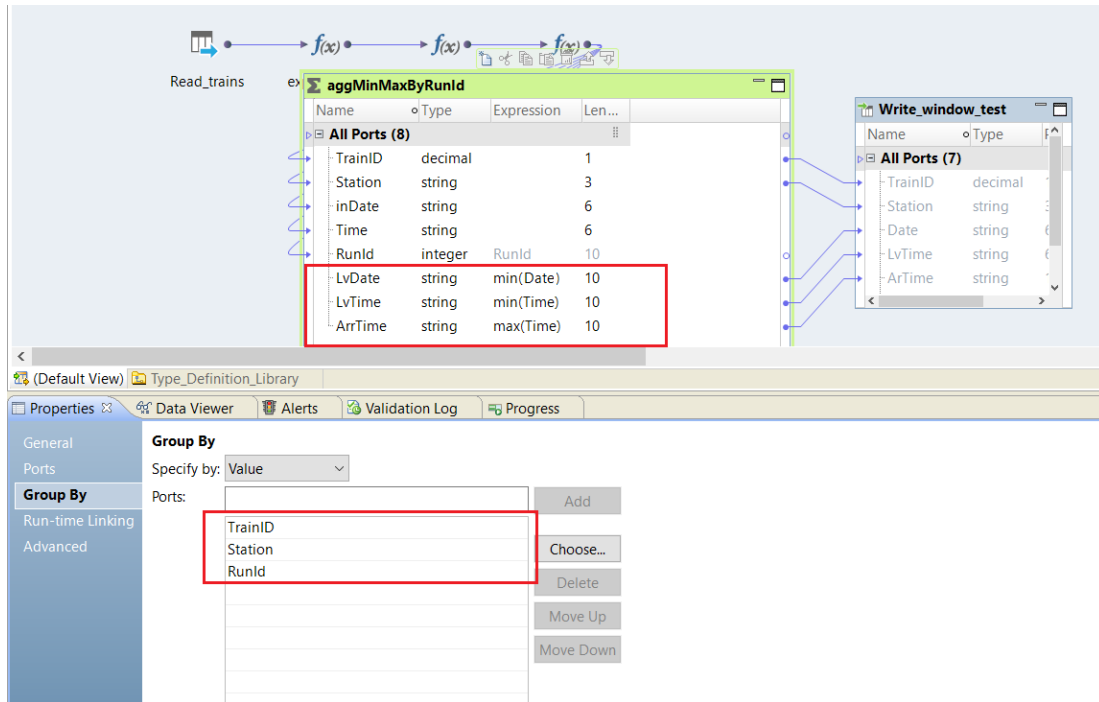 f(x) f(x) f(x)
Read_trains ex
aggMinMaxByRunId
Name Type Expression Len...
All Ports (8)
TrainID decimal 1
Station string 3
inDate string 6
Time string 6
RunId integer RunId 10
LvDate string min(Date) 10
LvTime string min(Time) 10
ArrTime string max(Time) 10
Write_window_test
Name Type
All Ports (7)
TrainID decimal
Station string
Date string
LvTime string
ArTime string
(Default View) Type_Definition_Library
Properties Data Viewer Alerts Validation Log Progress
General
Ports
Group By
Run-time Linking
Advanced
Group By
Specify by: Value
Ports: Add
TrainID
Station
RunId
Choose...
Delete
Move Up
Move Down